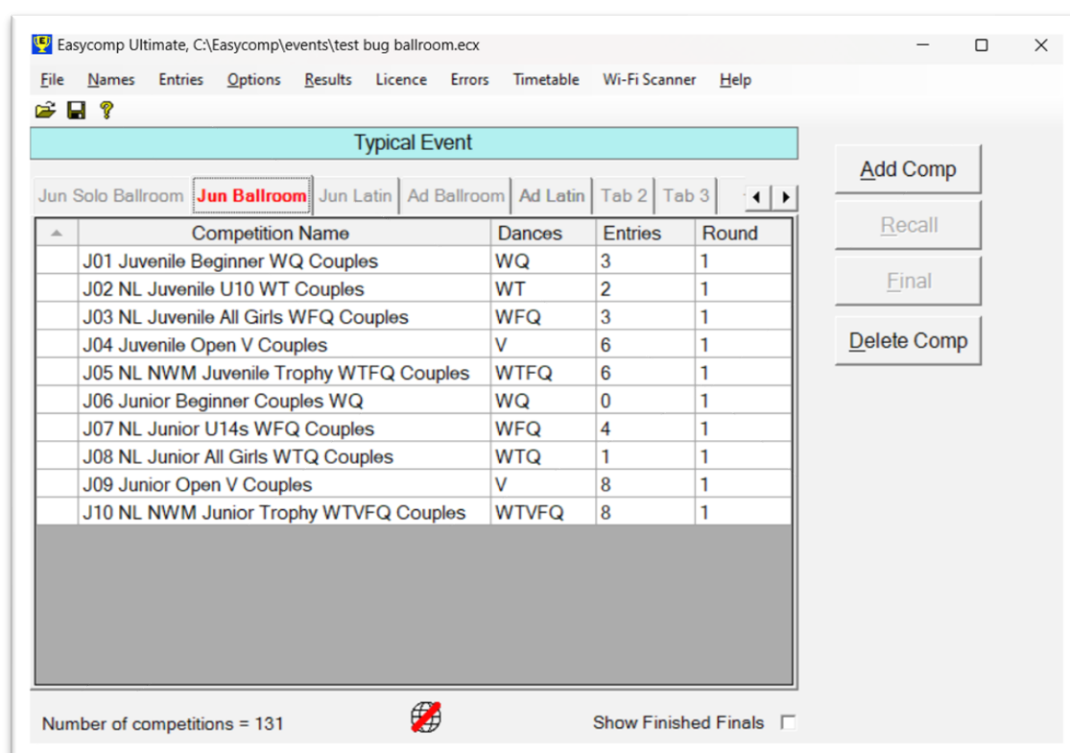 Easycomp Ultimate, C:\Easycomp\events\test bug ballroom.ecx
File Names Entries Options Results Licence Errors Timetable Wi-Fi Scanner Help
Typical Event
Jun Solo Ballroom Jun Ballroom Jun Latin Ad Ballroom Ad Latin Tab 2 Tab 3
Competition Name Dances Entries Round
J01 Juvenile Beginner WQ Couples WQ 3 1
J02 NL Juvenile U10 WT Couples WT 2 1
J03 NL Juvenile All Girls WFQ Couples WFQ 3 1
J04 Juvenile Open V Couples V 6 1
J05 NL NWM Juvenile Trophy WTFQ Couples WTFQ 6 1
J06 Junior Beginner Couples WQ WQ 0 1
J07 NL Junior U14s WFQ Couples WFQ 4 1
J08 NL Junior All Girls WTQ Couples WTQ 1 1
J09 Junior Open V Couples V 8 1
J10 NL NWM Junior Trophy WTVFQ Couples WTVFQ 8 1
Number of competitions = 131
Show Finished Finals
Add Comp
Recall
Final
Delete Comp